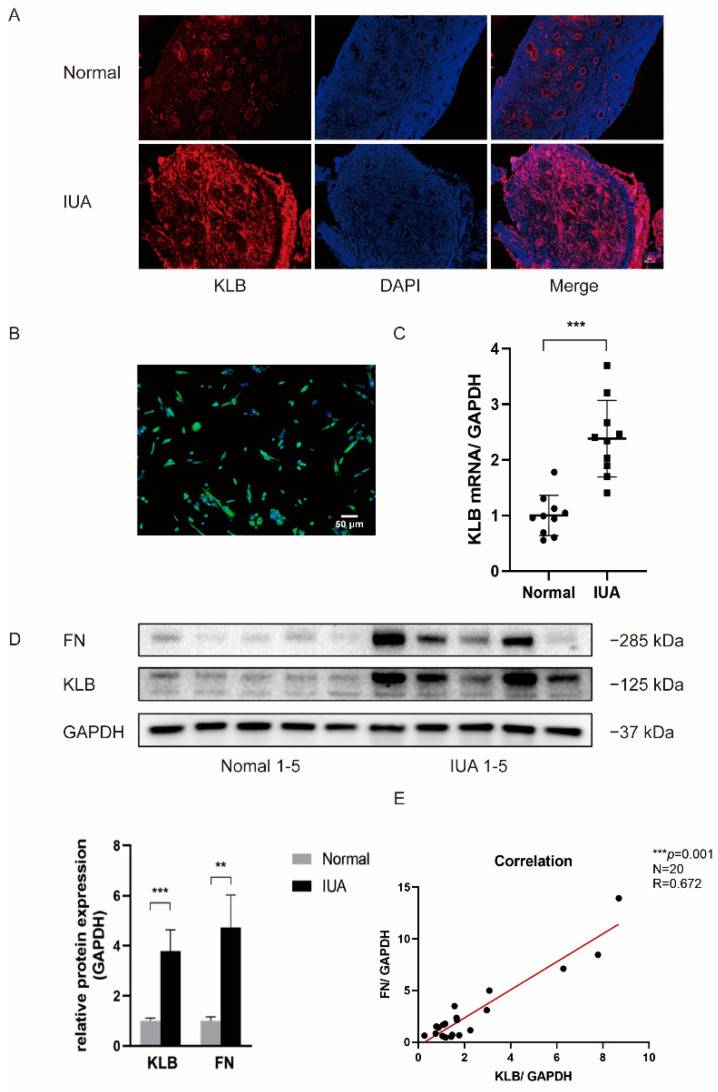 A
Normal
IUA
KLB
DAPI
Merge
B
50 μm
C
***
KLB mRNA/ GAPDH
4
3
2
1
0
Normal
IUA
D
FN
−285 kDa
KLB
−125 kDa
GAPDH
−37 kDa
Nomal 1-5
IUA 1-5
relative protein expression
(GAPDH)
8
6
4
2
0
***
**
KLB
FN
Normal
IUA
E
Correlation
***p=0.001
N=20
R=0.672
FN/ GAPDH
15
10
5
0
0
2
4
6
8
10
KLB/ GAPDH